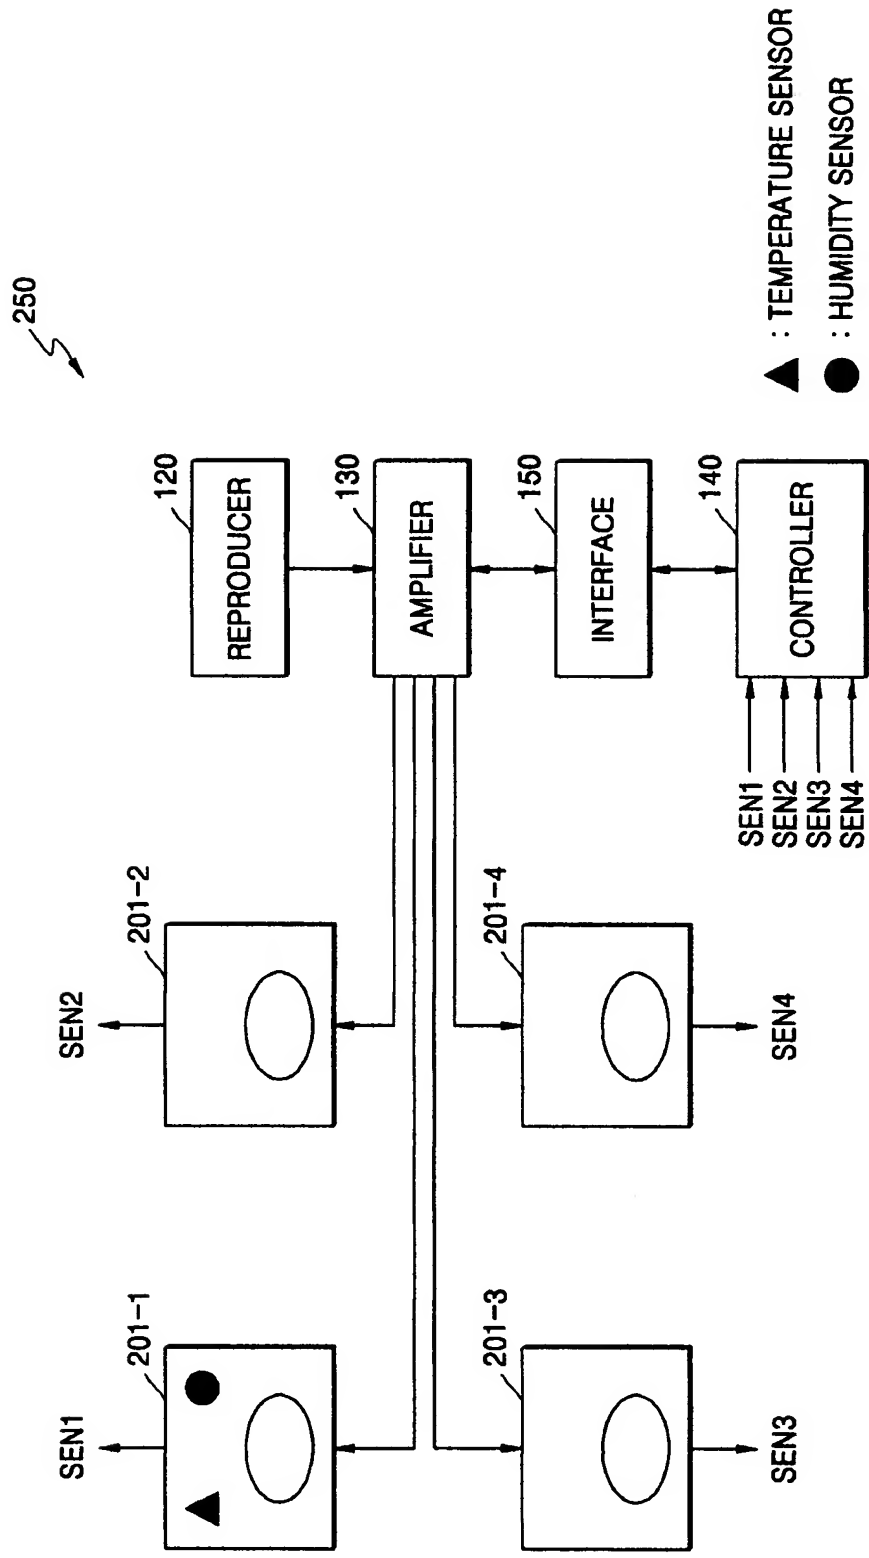 250
SEN1
201-1
SEN2
201-2
120
REPRODUCER
130
AMPLIFIER
150
INTERFACE
140
CONTROLLER
201-3
SEN3
201-4
SEN4
SEN1
SEN2
SEN3
SEN4
: TEMPERATURE SENSOR
: HUMIDITY SENSOR